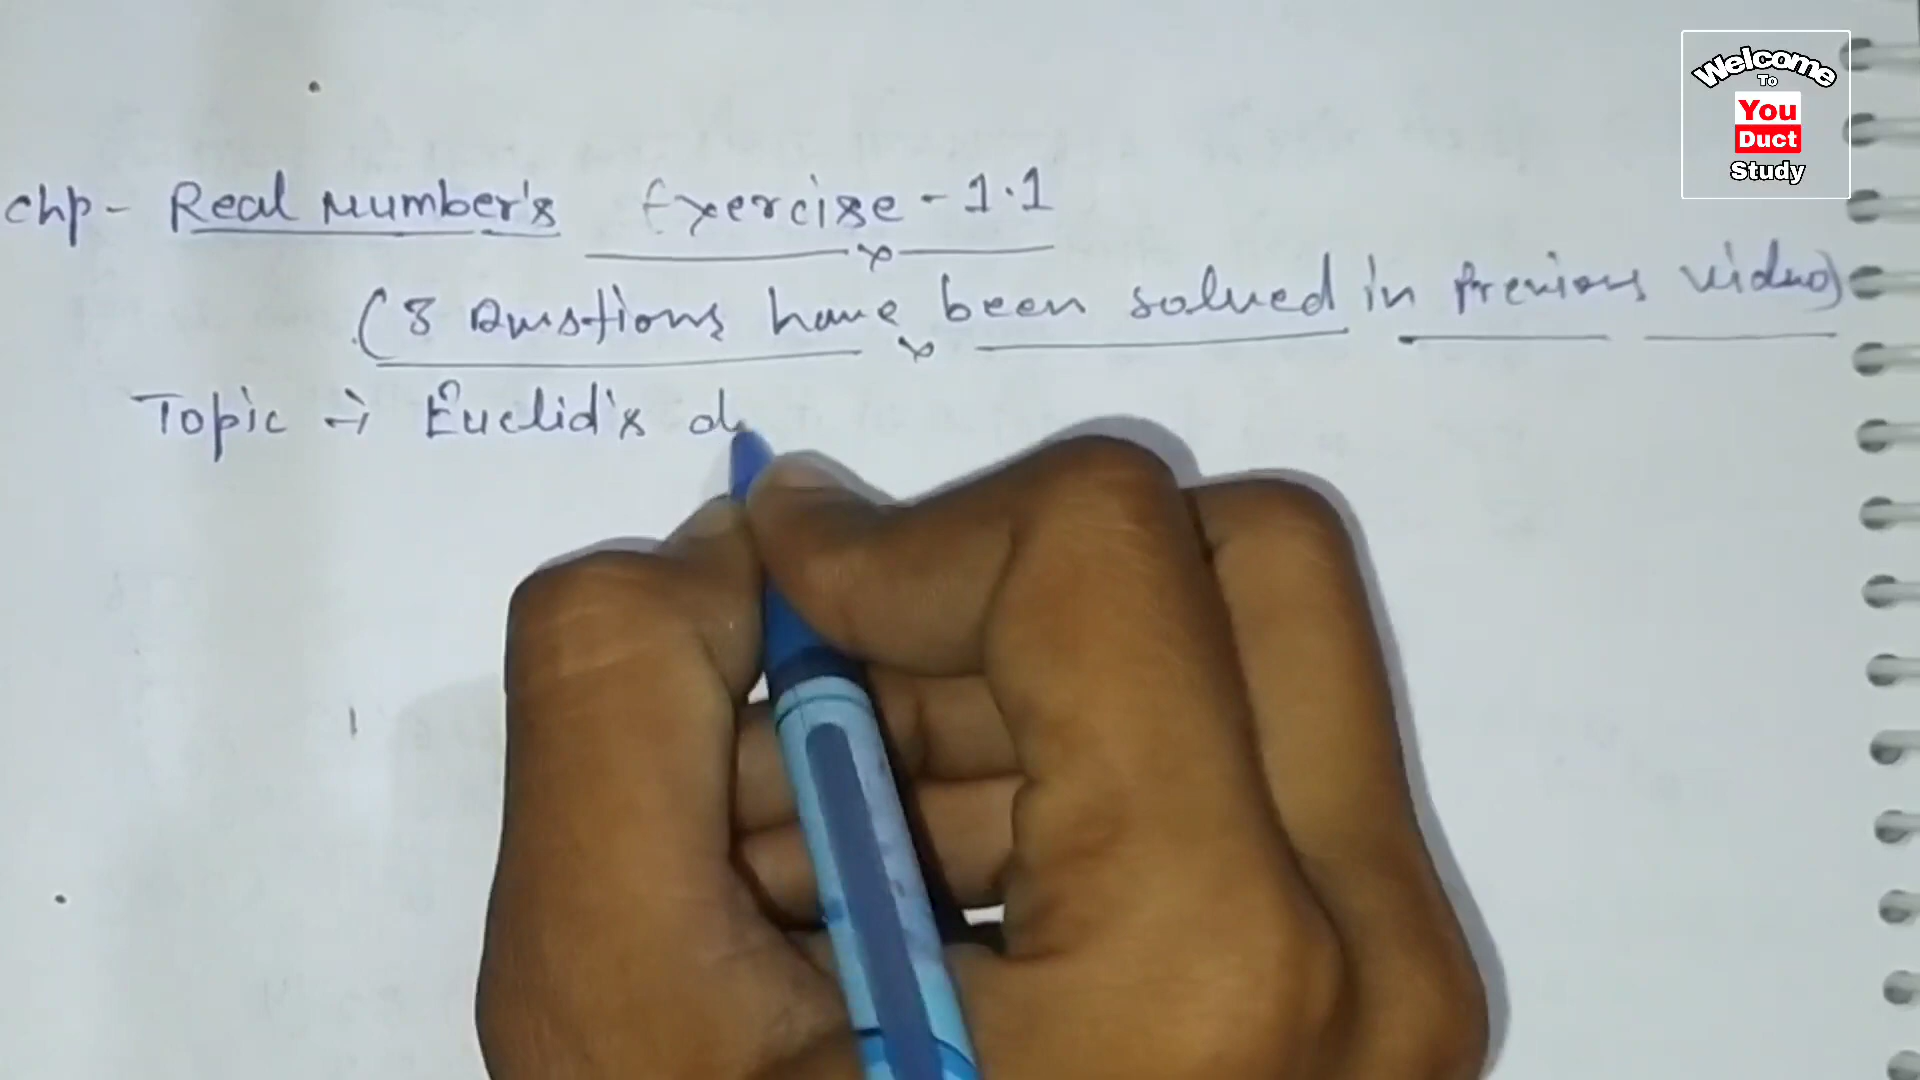 chp - Real Number's Exercise - 1.1
(8 Questions have been solved in Previous video)
Topic → Euclid's d
Welcome
To
You
Duct
Study